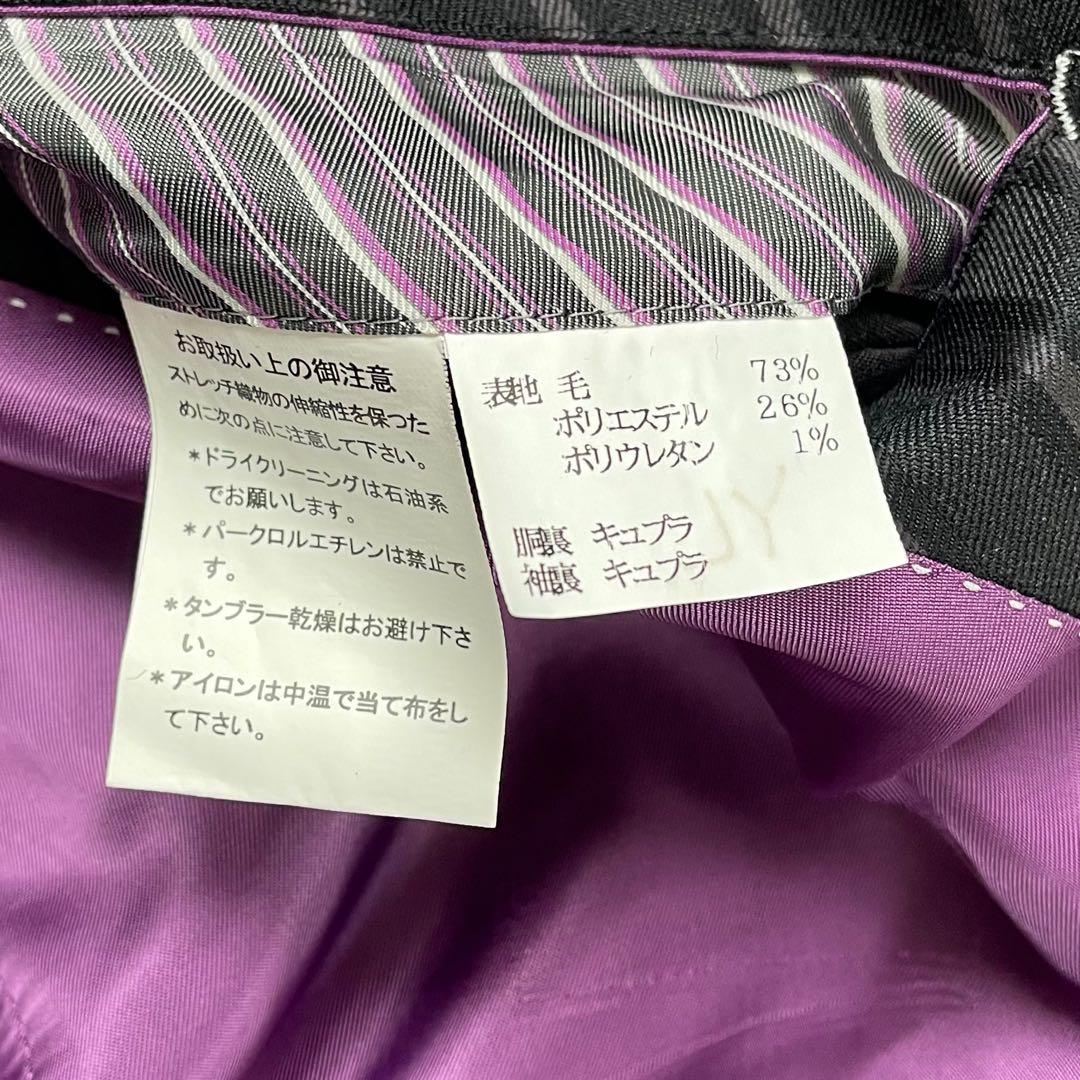 お取扱い上の御注意
ストレッチ織物の伸縮性を保つた
めに次の点に注意して下さい。
*ドライクリーニングは石油系
でお願いします。
*パークロルエチレンは禁止で
す。
*タンブラー乾燥はお避け下さ
い。
*アイロンは中温で当て布をし
て下さい。
表地 毛 73%
ポリエステル 26%
ポリウレタン 1%
胴裏 キュプラ
袖裏 キュプラ
JY